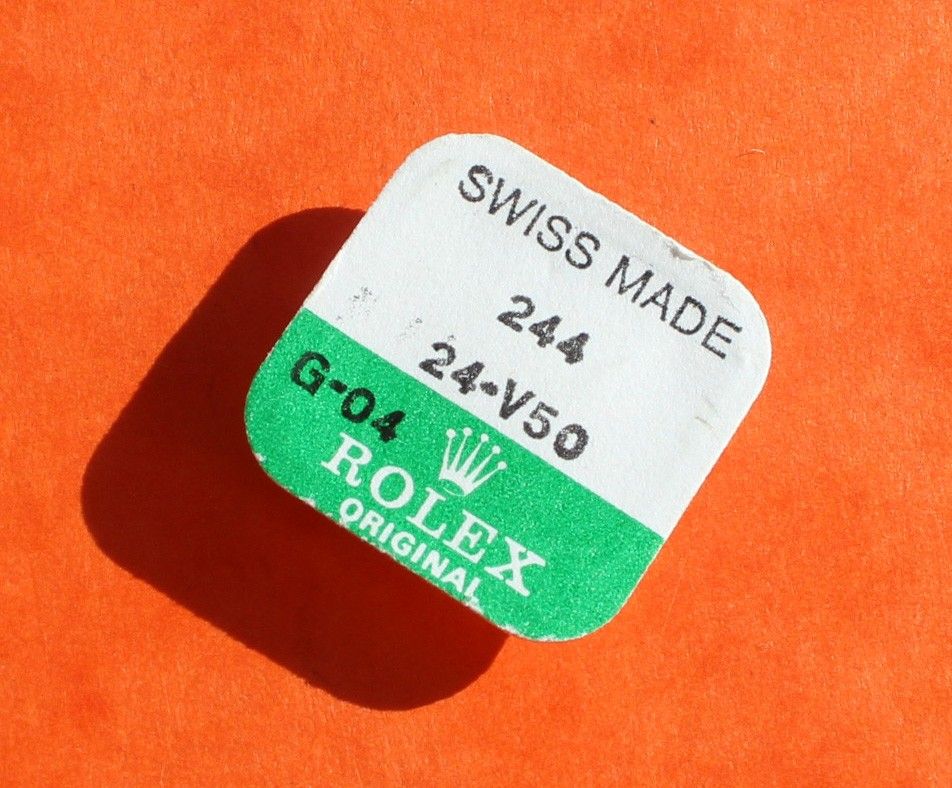 SWISS MADE
244
24-V50
G-04
ROLEX
ORIGINAL